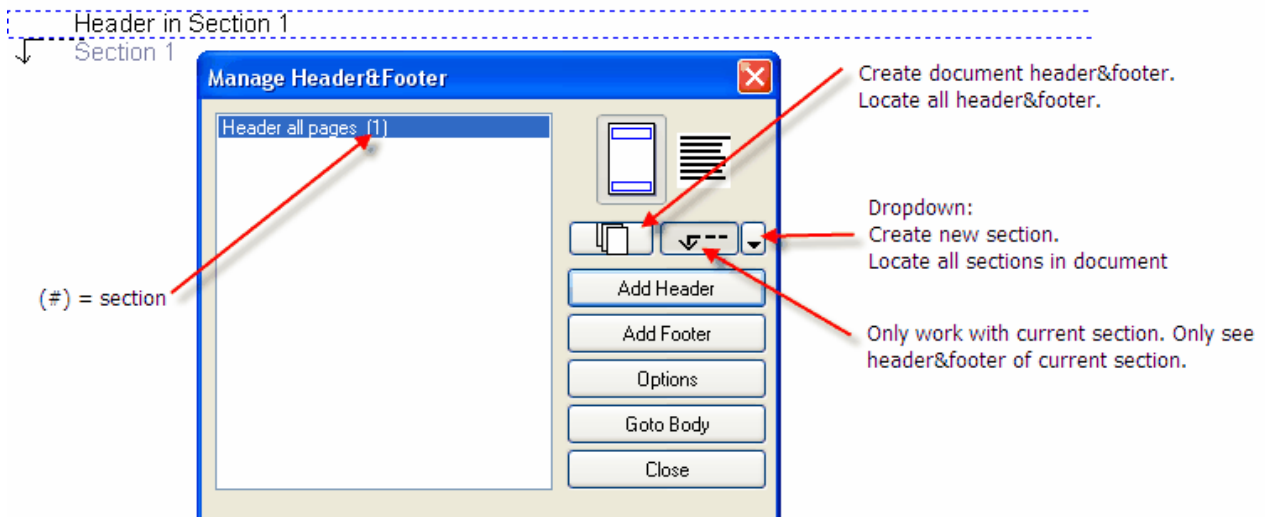 Header in Section 1
Section 1
Manage Header&Footer
Header all pages (1)
Create document header&footer.
Locate all header&footer.
Dropdown:
Create new section.
Locate all sections in document
(#) = section
Add Header
Add Footer
Only work with current section. Only see
header&footer of current section.
Options
Goto Body
Close